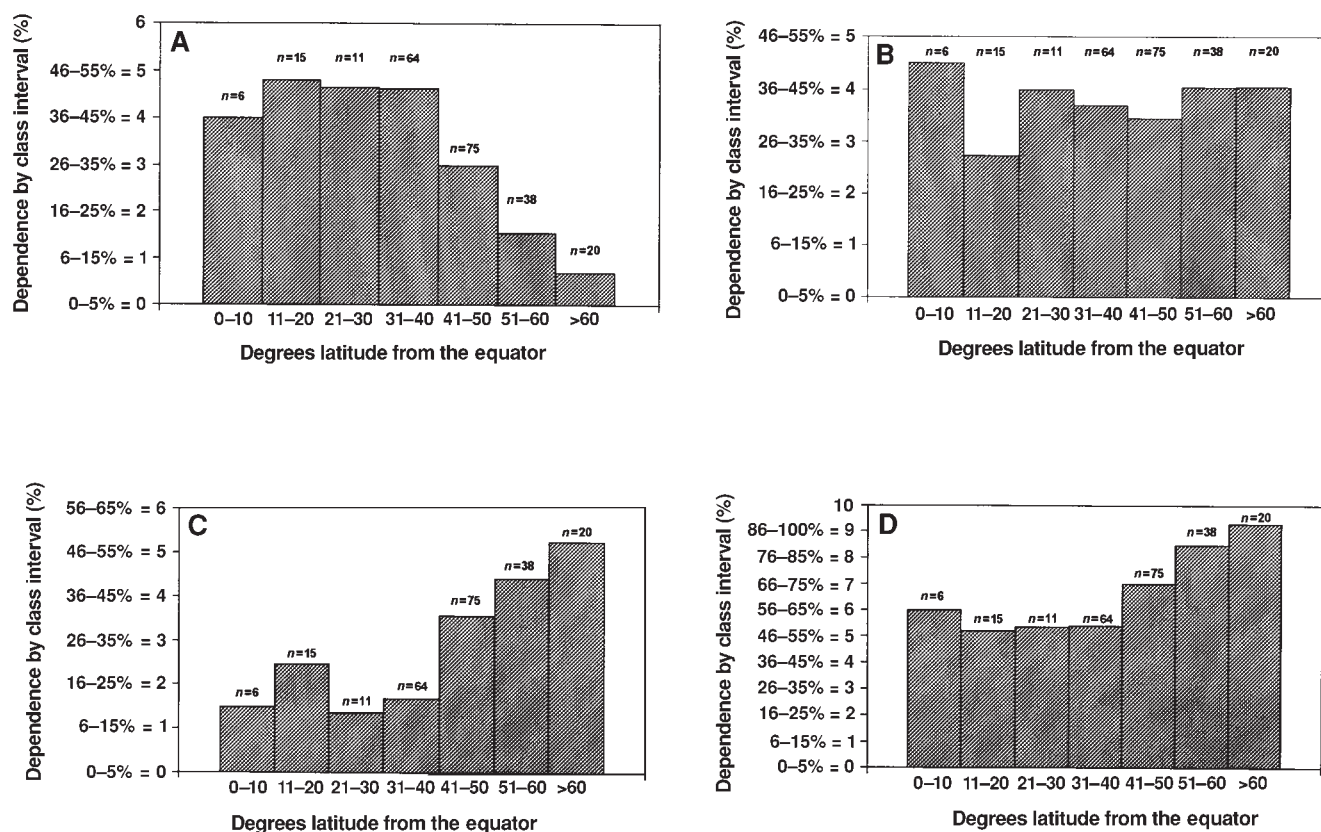 A
Dependence by class interval (%)
6
46–55% = 5
36–45% = 4
26–35% = 3
16–25% = 2
6–15% = 1
0–5% = 0
n=6
n=15
n=11
n=64
n=75
n=38
n=20
0–10 11–20 21–30 31–40 41–50 51–60 >60
Degrees latitude from the equator
B
Dependence by class interval (%)
46–55% = 5
36–45% = 4
26–35% = 3
16–25% = 2
6–15% = 1
0–5% = 0
n=6 n=15 n=11 n=64 n=75 n=38 n=20
0–10 11–20 21–30 31–40 41–50 51–60 >60
Degrees latitude from the equator
C
Dependence by class interval (%)
56–65% = 6
46–55% = 5
36–45% = 4
26–35% = 3
16–25% = 2
6–15% = 1
0–5% = 0
n=6
n=15
n=11
n=64
n=75
n=38
n=20
0–10 11–20 21–30 31–40 41–50 51–60 >60
Degrees latitude from the equator
D
Dependence by class interval (%)
10
86–100% = 9
76–85% = 8
66–75% = 7
56–65% = 6
46–55% = 5
36–45% = 4
26–35% = 3
16–25% = 2
6–15% = 1
0–5% = 0
n=6
n=15
n=11
n=64
n=75
n=38
n=20
0–10 11–20 21–30 31–40 41–50 51–60 >60
Degrees latitude from the equator